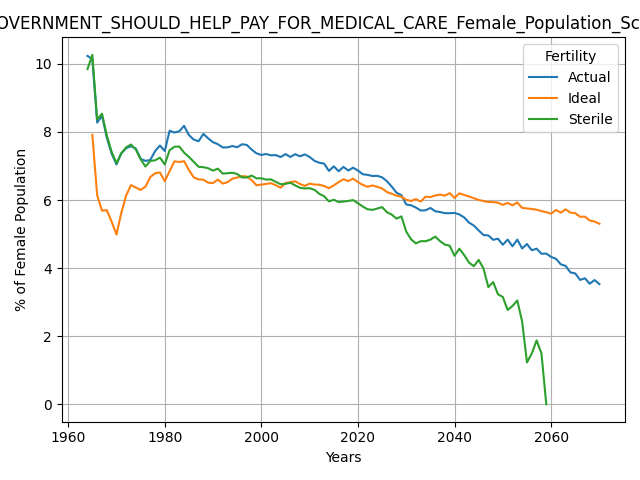 OVERNMENT_SHOULD_HELP_PAY_FOR_MEDICAL_CARE_Female_Population_Sc
Fertility
Actual
Ideal
Sterile
% of Female Population
10
8
6
4
2
0
1960 1980 2000 2020 2040 2060
Years